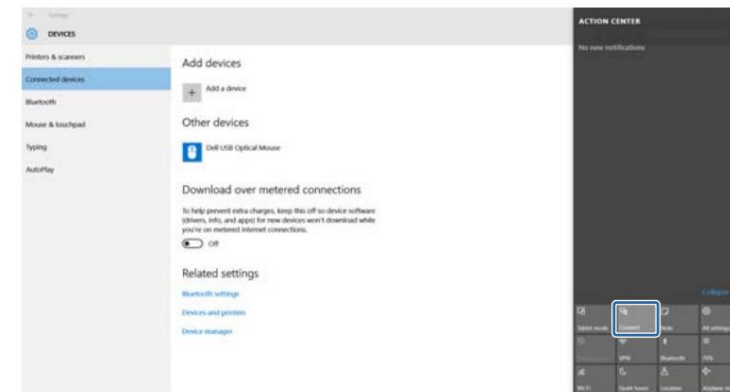 Settings
DEVICES
Printers & scanners
Connected devices
Bluetooth
Mouse & touchpad
Typing
AutoPlay
Add devices
Add a device
Other devices
Dell USB Optical Mouse
Download over metered connections
To help prevent extra charges, keep this off so device software
(drivers, info, and apps) for new devices won't download while
you're on metered Internet connections.
Off
Related settings
Bluetooth settings
Devices and printers
Device manager
ACTION CENTER
No new notifications
Collapse
Tablet mode
Connect
Note
All settings
VPN
Bluetooth
70%
Wi-Fi
Quiet hours
Location
Airplane m